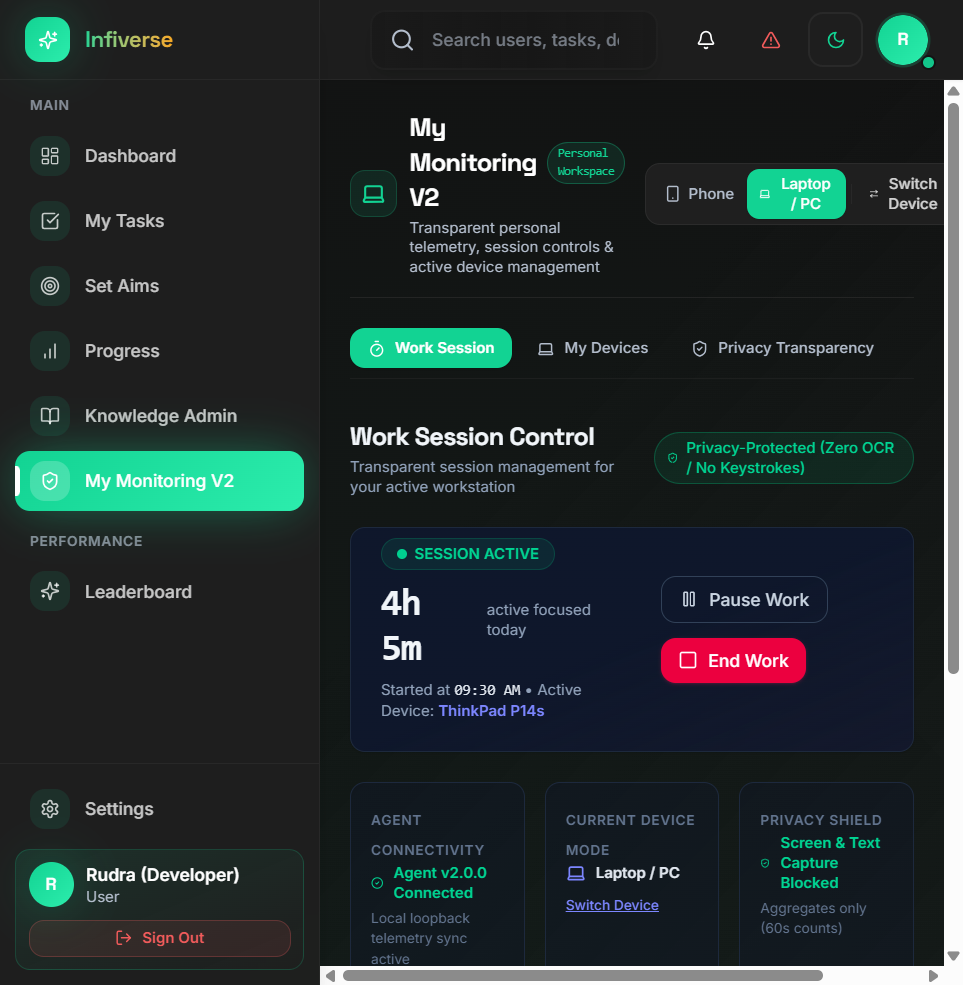 Infiverse
Search users, tasks, d
R
MAIN
Dashboard
My Tasks
Set Aims
Progress
Knowledge Admin
My Monitoring V2
PERFORMANCE
Leaderboard
Settings
R
Rudra (Developer)
User
Sign Out
My
Monitoring
V2
Personal
Workspace
Transparent personal
telemetry, session controls &
active device management
Phone
Laptop
/ PC
Switch
Device
Work Session
My Devices
Privacy Transparency
Work Session Control
Transparent session management for
your active workstation
Privacy-Protected (Zero OCR
/ No Keystrokes)
SESSION ACTIVE
4h
5m
active focused
today
Started at 09:30 AM • Active
Device: ThinkPad P14s
Pause Work
End Work
AGENT
CONNECTIVITY
Agent v2.0.0
Connected
Local loopback
telemetry sync
active
CURRENT DEVICE
MODE
Laptop / PC
Switch Device
PRIVACY SHIELD
Screen & Text
Capture
Blocked
Aggregates only
(60s counts)